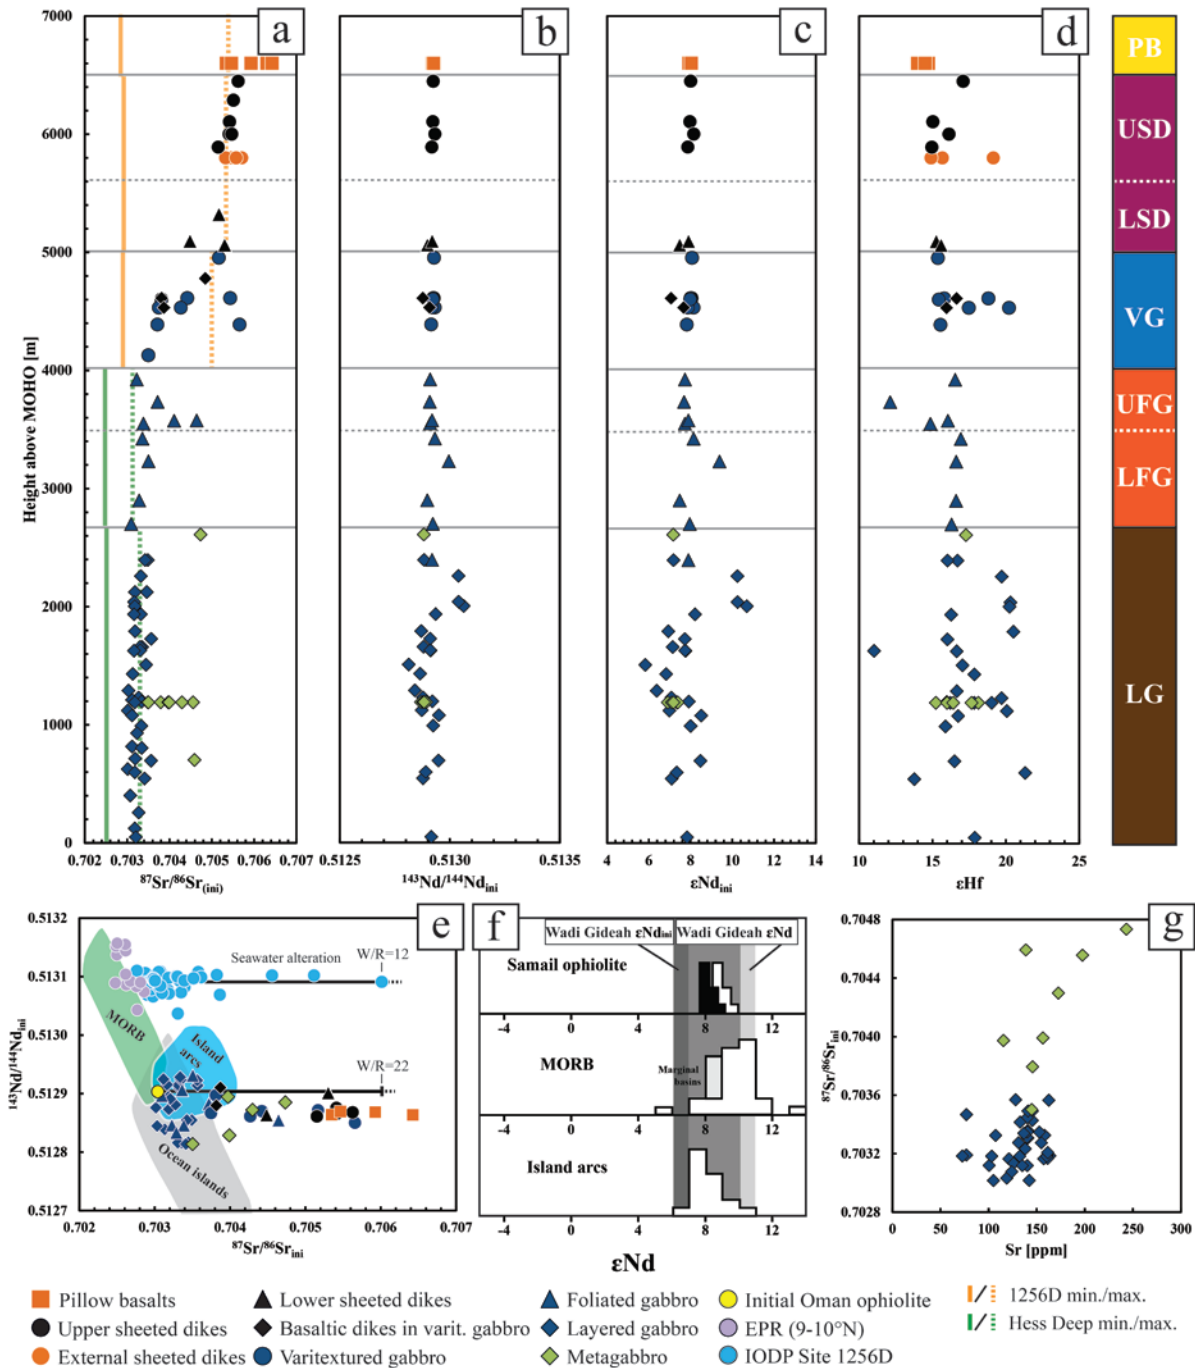 7000
6000
5000
4000
3000
2000
1000
0
Height above MOHO [m]
a
b
c
d
PB
USD
LSD
VG
UFG
LFG
LG
0.702 0.703 0.704 0.705 0.706 0.707
⁸⁷Sr/⁸⁶Sr(ini)
0.5125 0.5130 0.5135
¹⁴³Nd/¹⁴⁴Ndini
4 6 8 10 12 14
εNdini
10 15 20 25
εHf
e
0.5132
0.5131
0.5130
0.5129
0.5128
0.5127
¹⁴³Nd/¹⁴⁴Ndini
Seawater alteration
W/R=12
W/R=22
MORB
Island arcs
Ocean islands
0.702 0.703 0.704 0.705 0.706 0.707
⁸⁷Sr/⁸⁶Srini
f
Wadi Gideah εNdini
Wadi Gideah εNd
Samail ophiolite
-4 0 4 8 12
MORB
Marginal basins
-4 0 4 8 12
Island arcs
-4 0 4 8 12
εNd
g
0.7048
0.7044
0.7040
0.7036
0.7032
0.7028
⁸⁷Sr/⁸⁶Srini
0 50 100 150 200 250 300
Sr [ppm]
Pillow basalts
Lower sheeted dikes
Foliated gabbro
Initial Oman ophiolite
1256D min./max.
Upper sheeted dikes
Basaltic dikes in varit. gabbro
Layered gabbro
EPR (9-10°N)
Hess Deep min./max.
External sheeted dikes
Varitextured gabbro
Metagabbro
IODP Site 1256D